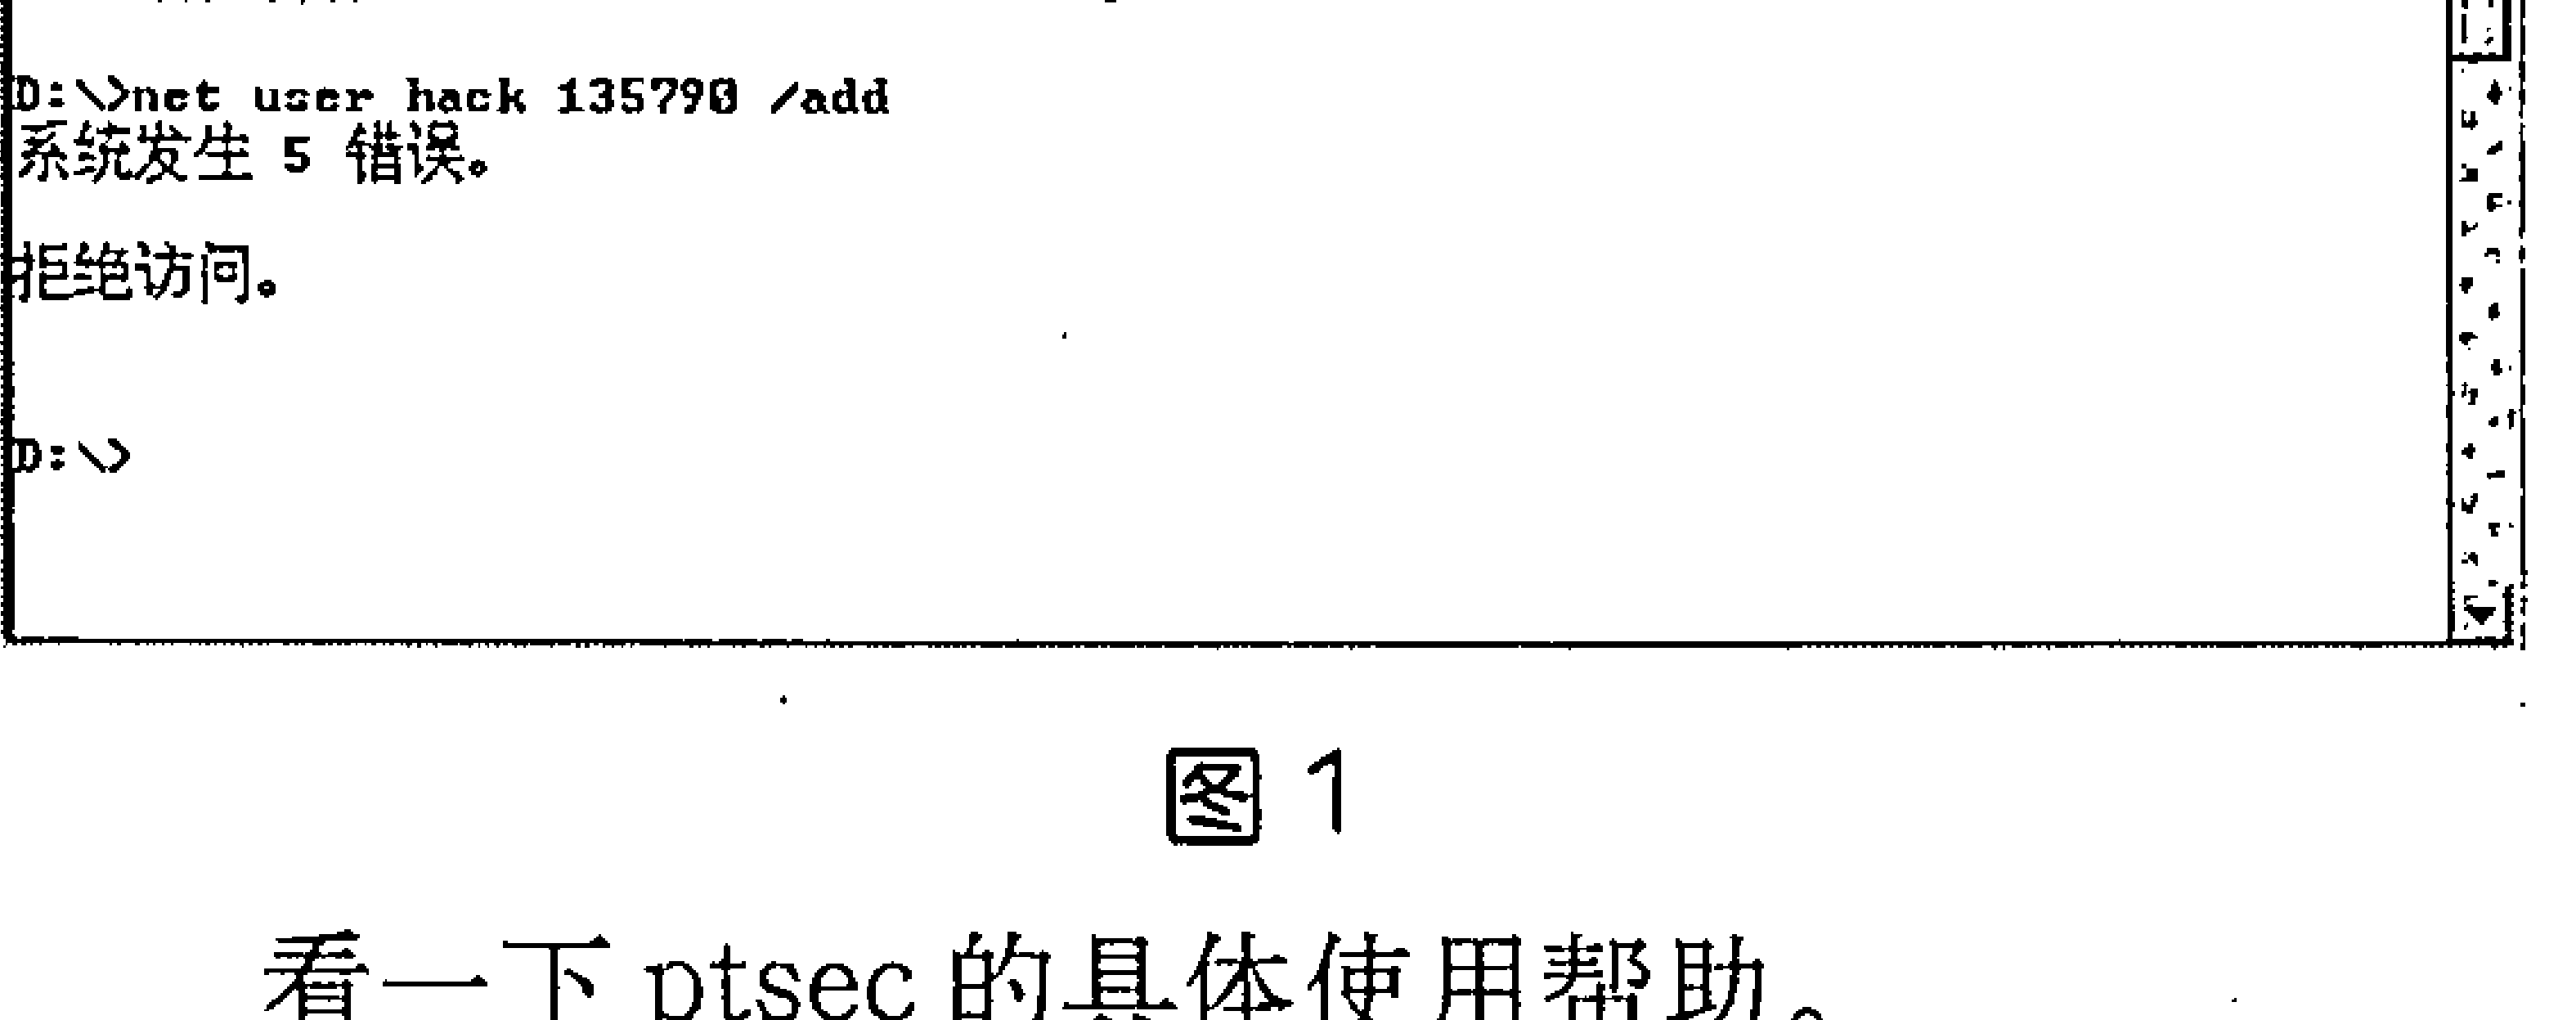 D:\>net user hack 135790 /add
系统发生 5 错误。
拒绝访问。
D:\>
图 1
看一下 ptsec 的具体使用帮助。